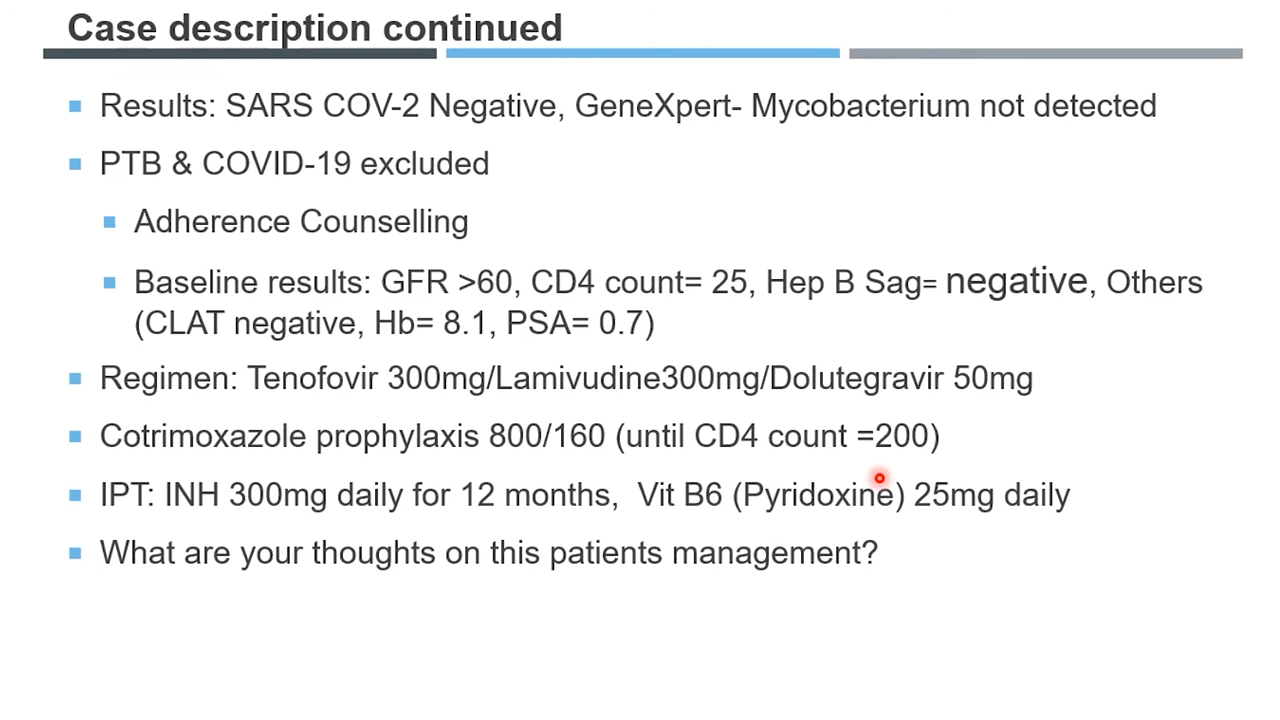 Case description continued
Results: SARS COV-2 Negative, GeneXpert- Mycobacterium not detected
PTB & COVID-19 excluded
Adherence Counselling
Baseline results: GFR >60, CD4 count= 25, Hep B Sag= negative, Others
(CLAT negative, Hb= 8.1, PSA= 0.7)
Regimen: Tenofovir 300mg/Lamivudine300mg/Dolutegravir 50mg
Cotrimoxazole prophylaxis 800/160 (until CD4 count =200)
IPT: INH 300mg daily for 12 months,  Vit B6 (Pyridoxine) 25mg daily
What are your thoughts on this patients management?